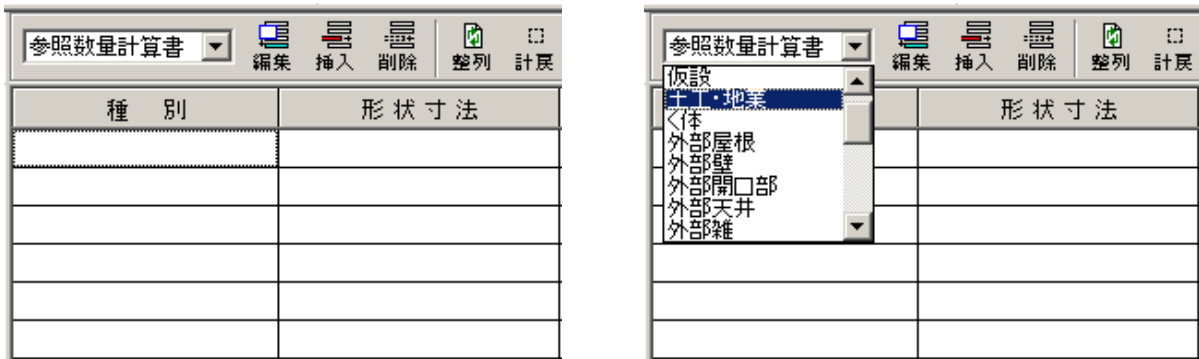 参照数量計算書 編集 挿入 削除 整列 計戻
種 別 形 状 寸 法
参照数量計算書 編集 挿入 削除 整列 計戻
仮設
土工・地業
く体
外部屋根
外部壁
外部開口部
外部天井
外部雑
形 状 寸 法